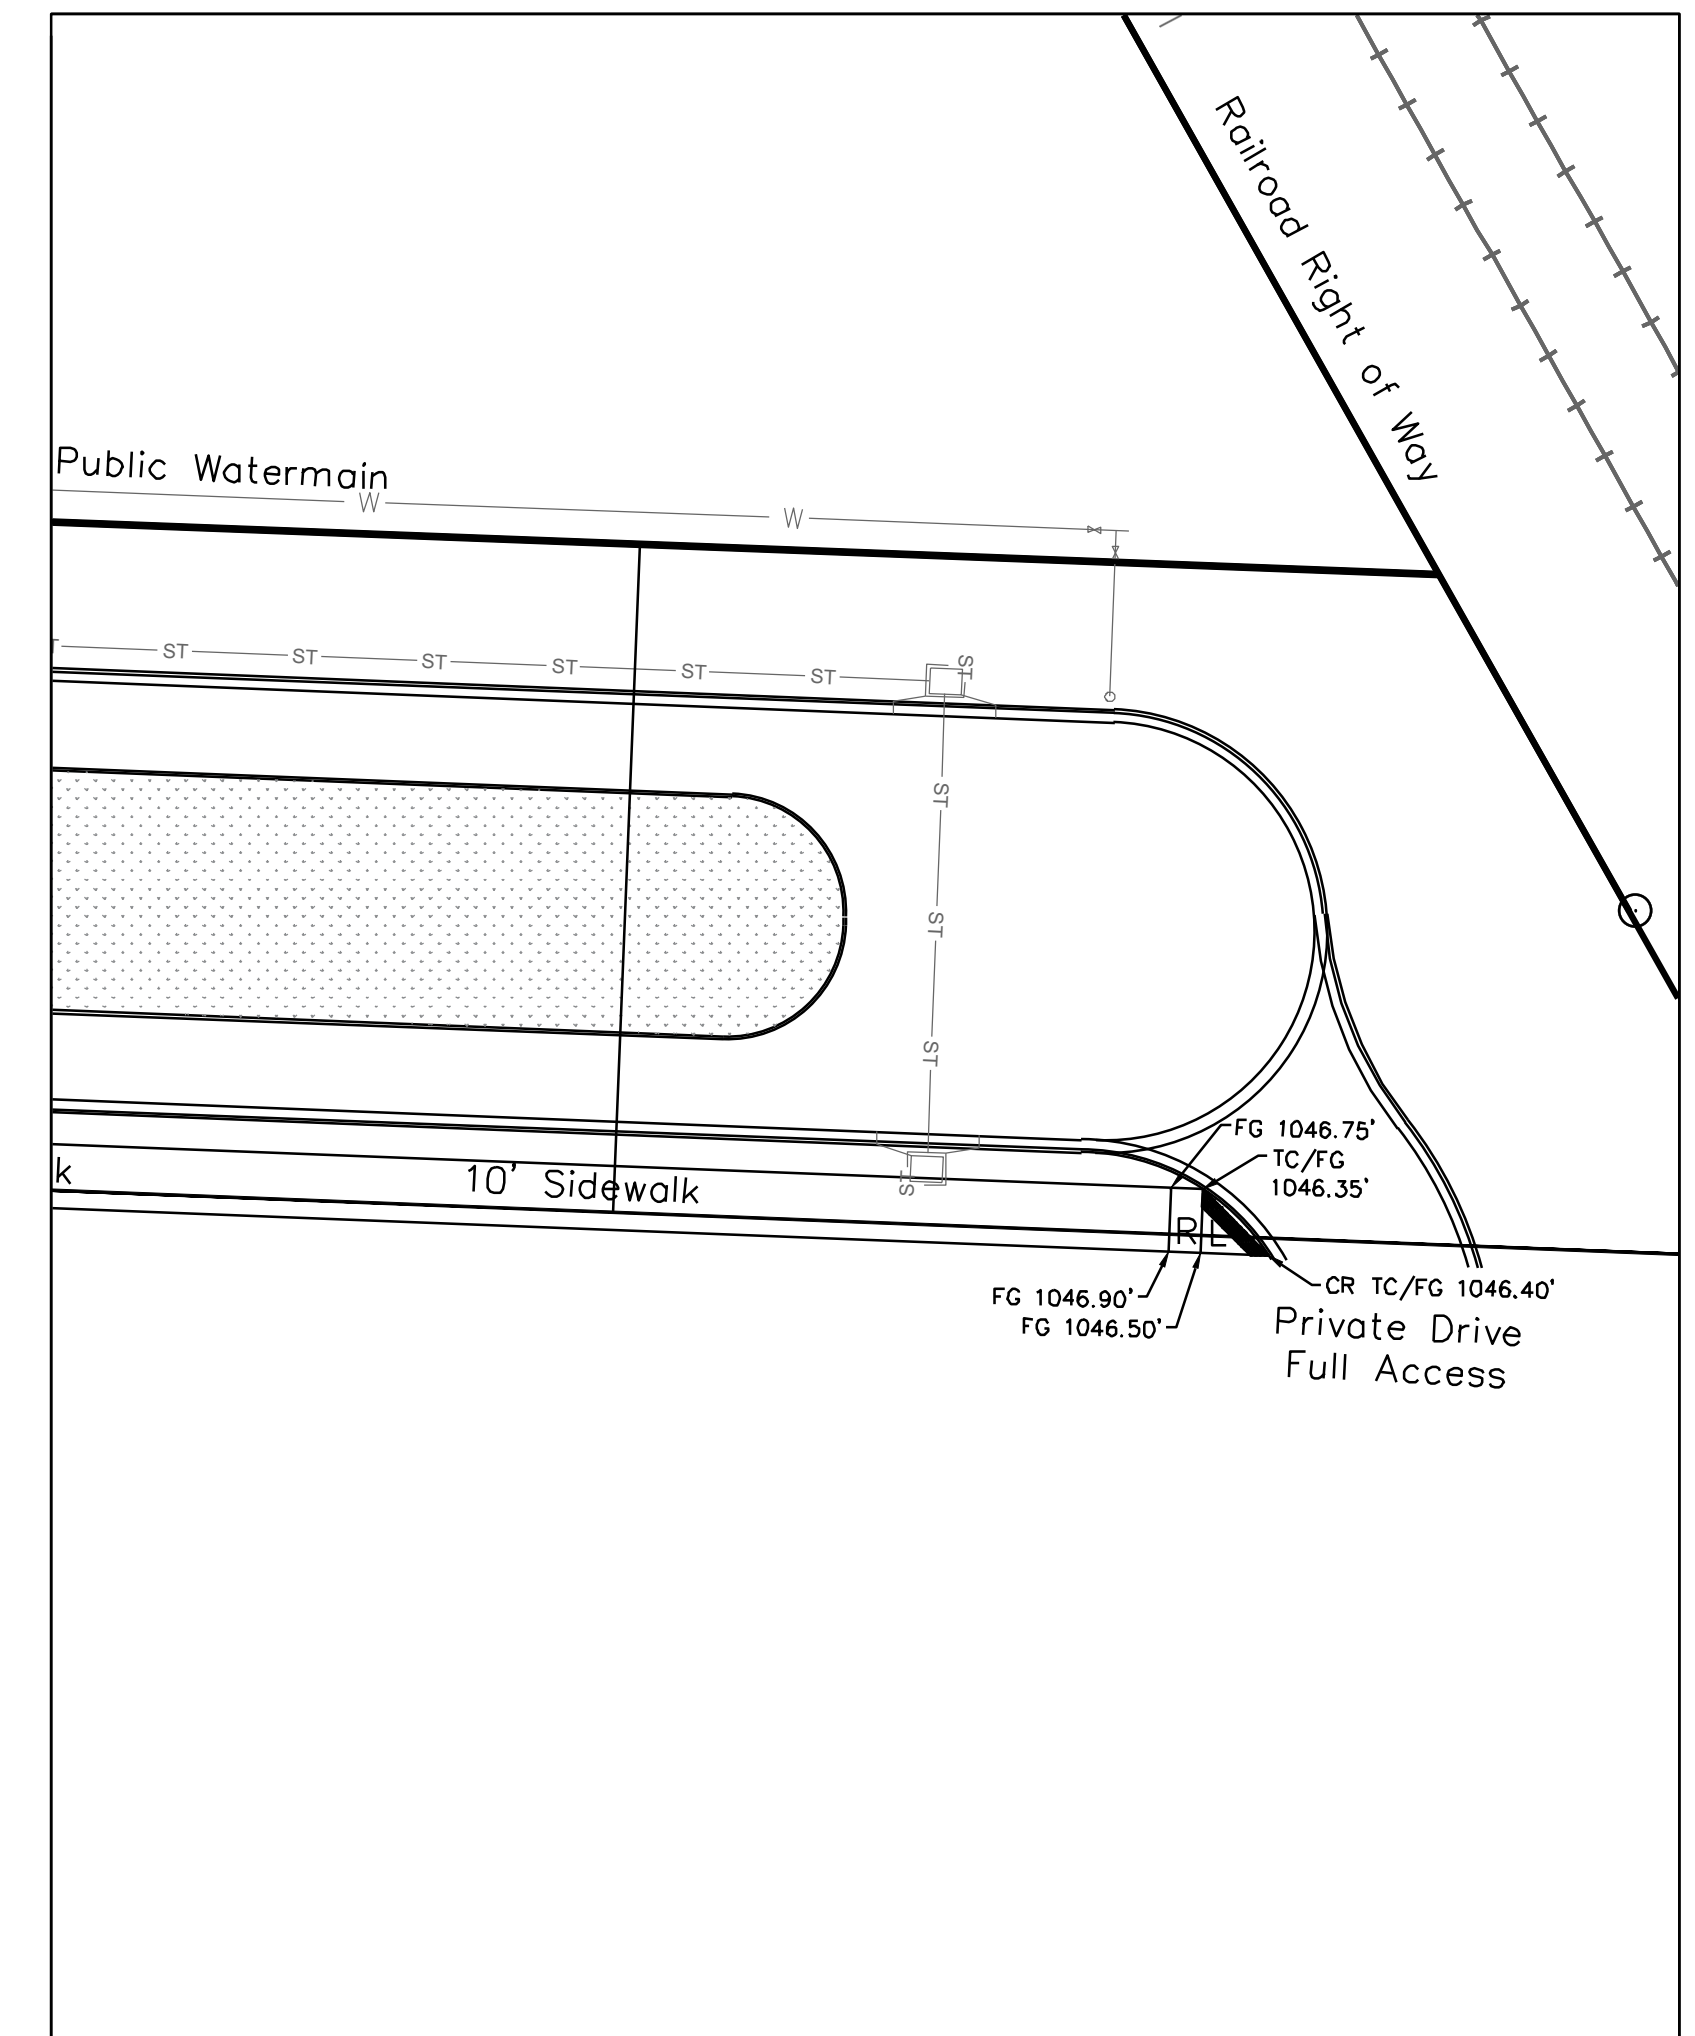 Railroad Right of Way
Public Watermain
W
W
ST
ST
ST
ST
ST
ST
ST
ST
ST
ST
ST
FG 1046.75'
TC/FG
1046.35'
k
10' Sidewalk
ST
R
L
CR TC/FG 1046.40'
FG 1046.90'
FG 1046.50'
Private Drive
Full Access